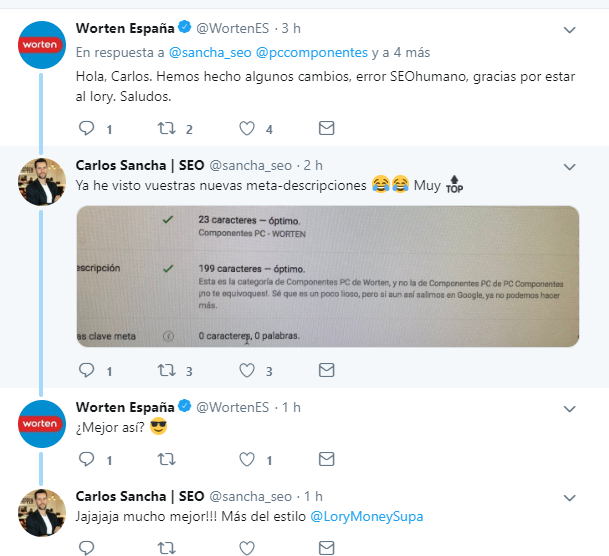 Worten España @WortenES · 3 h
worten
En respuesta a @sancha_seo @pccomponentes y a 4 más
Hola, Carlos. Hemos hecho algunos cambios, error SEOhumano, gracias por estar
al lory. Saludos.
1 2 4
Carlos Sancha | SEO @sancha_seo · 2 h
Ya he visto vuestras nuevas meta-descripciones 😂😂 Muy 🔝
23 caracteres — óptimo.
Componentes PC - WORTEN
escripción
199 caracteres — óptimo.
Esta es la categoría de Componentes PC de Worten, y no la de Componentes PC de PC Componentes
¡no te equivoques!. Sé que es un poco lioso, pero si aun así salimos en Google, ya no podemos hacer
más.
as clave meta
0 caracteres, 0 palabras.
1 3 3
Worten España @WortenES · 1 h
worten
¿Mejor así? 😎
1 1
Carlos Sancha | SEO @sancha_seo · 1 h
Jajajaja mucho mejor!!! Más del estilo @LoryMoneySupa